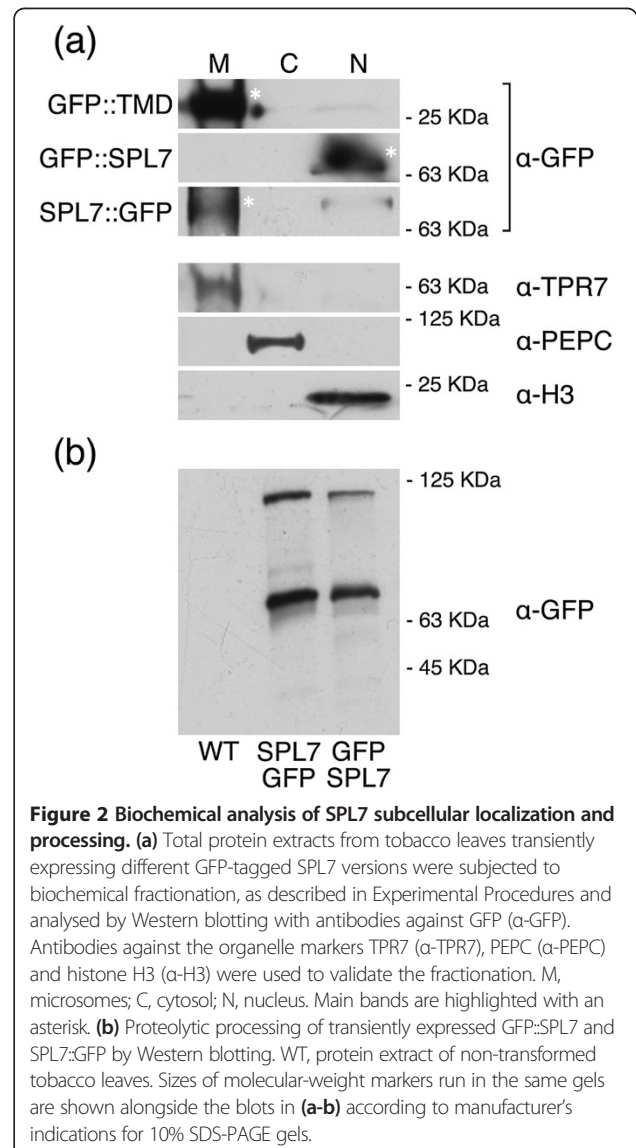 (a)
M C N
GFP::TMD * - 25 KDa
GFP::SPL7 * - 63 KDa α-GFP
SPL7::GFP * - 63 KDa
- 63 KDa α-TPR7
- 125 KDa
α-PEPC
- 25 KDa
α-H3
(b)
- 125 KDa
- 63 KDa α-GFP
- 45 KDa
WT SPL7 GFP
GFP SPL7
Figure 2 Biochemical analysis of SPL7 subcellular localization and
processing. (a) Total protein extracts from tobacco leaves transiently
expressing different GFP-tagged SPL7 versions were subjected to
biochemical fractionation, as described in Experimental Procedures and
analysed by Western blotting with antibodies against GFP (α-GFP).
Antibodies against the organelle markers TPR7 (α-TPR7), PEPC (α-PEPC)
and histone H3 (α-H3) were used to validate the fractionation. M,
microsomes; C, cytosol; N, nucleus. Main bands are highlighted with an
asterisk. (b) Proteolytic processing of transiently expressed GFP::SPL7 and
SPL7::GFP by Western blotting. WT, protein extract of non-transformed
tobacco leaves. Sizes of molecular-weight markers run in the same gels
are shown alongside the blots in (a-b) according to manufacturer's
indications for 10% SDS-PAGE gels.